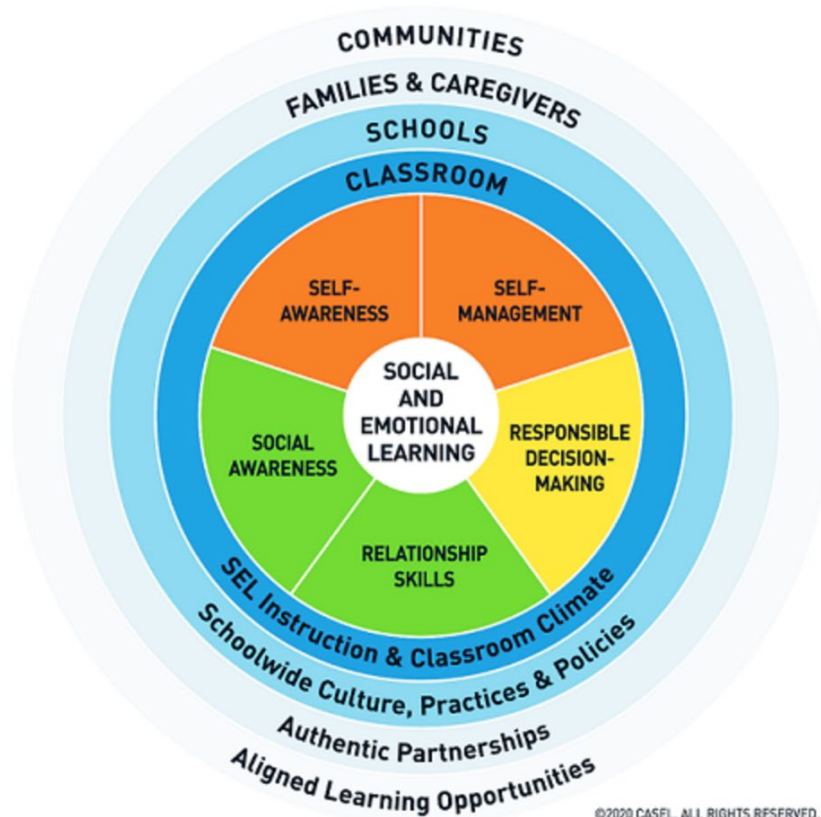 COMMUNITIES
FAMILIES & CAREGIVERS
SCHOOLS
CLASSROOM
SELF-
AWARENESS
SELF-
MANAGEMENT
SOCIAL
AND
EMOTIONAL
LEARNING
SOCIAL
AWARENESS
RESPONSIBLE
DECISION-
MAKING
RELATIONSHIP
SKILLS
SEL Instruction & Classroom Climate
Schoolwide Culture, Practices & Policies
Authentic Partnerships
Aligned Learning Opportunities
©2020 CASEL. ALL RIGHTS RESERVED.